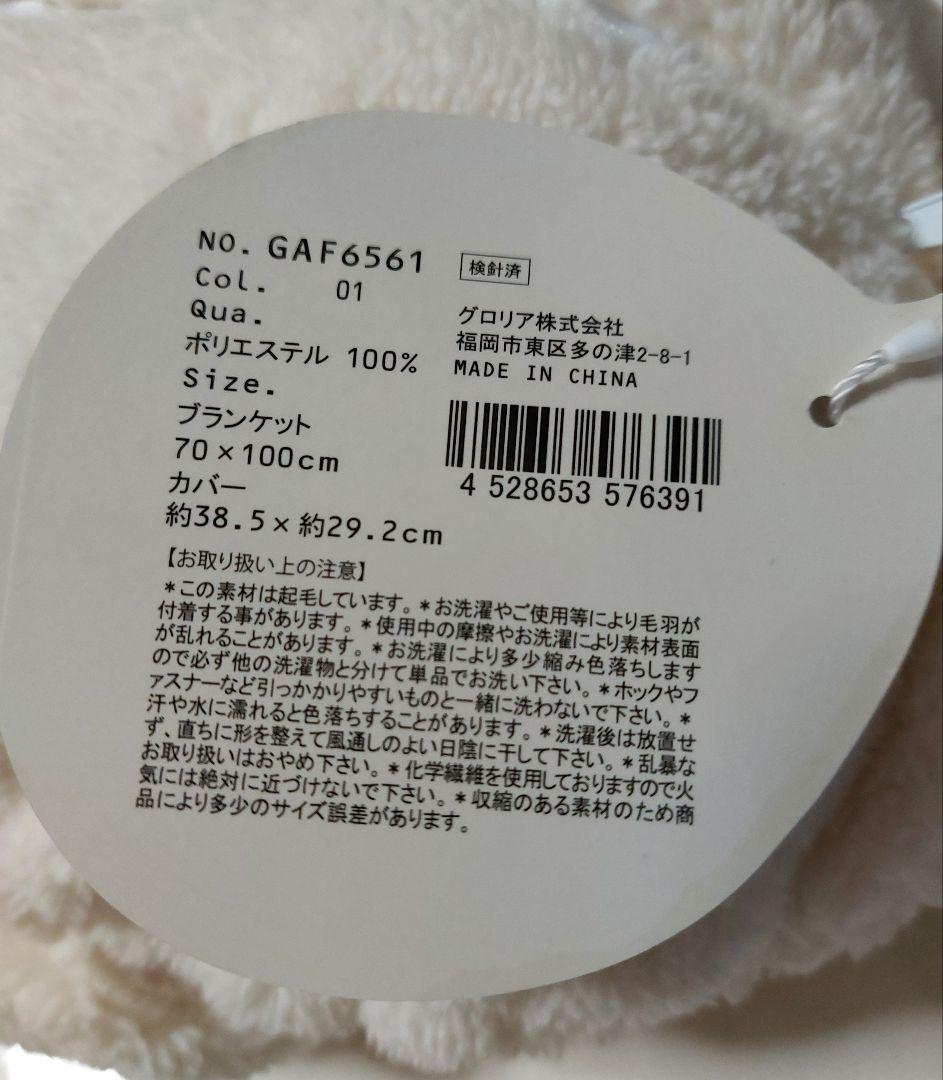 NO. GAF6561
Col. 01
Qua.
ポリエステル 100%
Size.
ブランケット
70×100cm
カバー
約38.5×約29.2cm
検針済
グロリア株式会社
福岡市東区多の津2-8-1
MADE IN CHINA
4 528653 576391
【お取り扱い上の注意】
＊この素材は起毛しています。＊お洗濯やご使用等により毛羽が
付着する事があります。＊使用中の摩擦やお洗濯により素材表面
が乱れることがあります。＊お洗濯により多少縮み色落ちします
ので必ず他の洗濯物と分けて単品でお洗い下さい。＊ホックやフ
ァスナーなど引っかかりやすいものと一緒に洗わないで下さい。＊
汗や水に濡れると色落ちすることがあります。＊洗濯後は放置せ
ず、直ちに形を整えて風通しのよい日陰に干して下さい。＊乱暴な
お取り扱いはおやめ下さい。＊化学繊維を使用しておりますので火
気には絶対に近づけないで下さい。＊収縮のある素材のため商
品により多少のサイズ誤差があります。